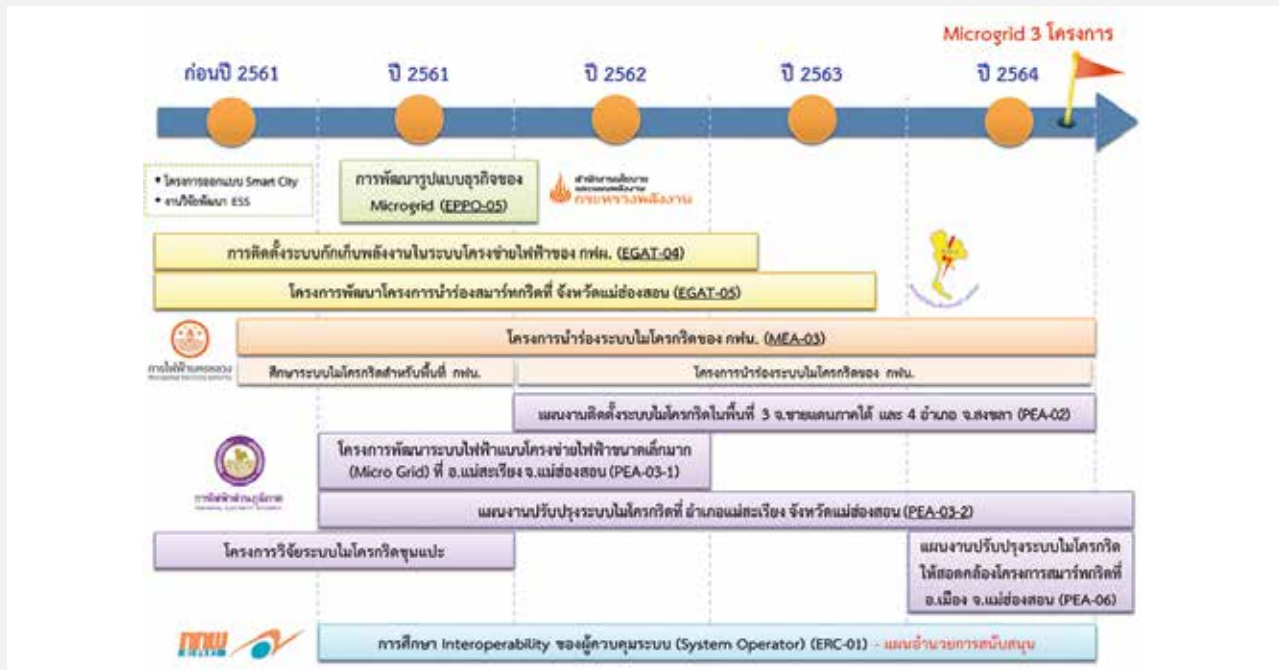 Microgrid 3 โครงการ
ก่อนปี 2561
ปี 2561
ปี 2562
ปี 2563
ปี 2564
• โครงการออกแบบ Smart City
• งานวิจัยพัฒนา ESS
การพัฒนารูปแบบธุรกิจของ
Microgrid (EPPO-05)
สำนักงานนโยบาย
และแผนพลังงาน
กระทรวงพลังงาน
การติดตั้งระบบกักเก็บพลังงานในระบบโครงข่ายไฟฟ้าของ กฟผ. (EGAT-04)
โครงการพัฒนาโครงการนำร่องสมาร์ทกริดที่ จังหวัดแม่ฮ่องสอน (EGAT-05)
โครงการนำร่องระบบไมโครกริดของ กฟน. (MEA-03)
การไฟฟ้านครหลวง
ศึกษาระบบไมโครกริดสำหรับพื้นที่ กฟน.
โครงการนำร่องระบบไมโครกริดของ กฟน.
แผนงานติดตั้งระบบไมโครกริดในพื้นที่ 3 จ.ชายแดนภาคใต้ และ 4 อำเภอ จ.สงขลา (PEA-02)
โครงการพัฒนาระบบไฟฟ้าแบบโครงข่ายไฟฟ้าขนาดเล็กมาก
(Micro Grid) ที่ อ.แม่สะเรียง จ.แม่ฮ่องสอน (PEA-03-1)
การไฟฟ้าส่วนภูมิภาค
แผนงานปรับปรุงระบบไมโครกริดที่ อำเภอแม่สะเรียง จังหวัดแม่ฮ่องสอน (PEA-03-2)
โครงการวิจัยระบบไมโครกริดขุนแปะ
แผนงานปรับปรุงระบบไมโครกริด
ให้สอดคล้องโครงการสมาร์ทกริดที่
อ.เมือง จ.แม่ฮ่องสอน (PEA-06)
กกพ
การศึกษา Interoperability ของผู้ควบคุมระบบ (System Operator) (ERC-01) - แผนอำนวยการสนับสนุน